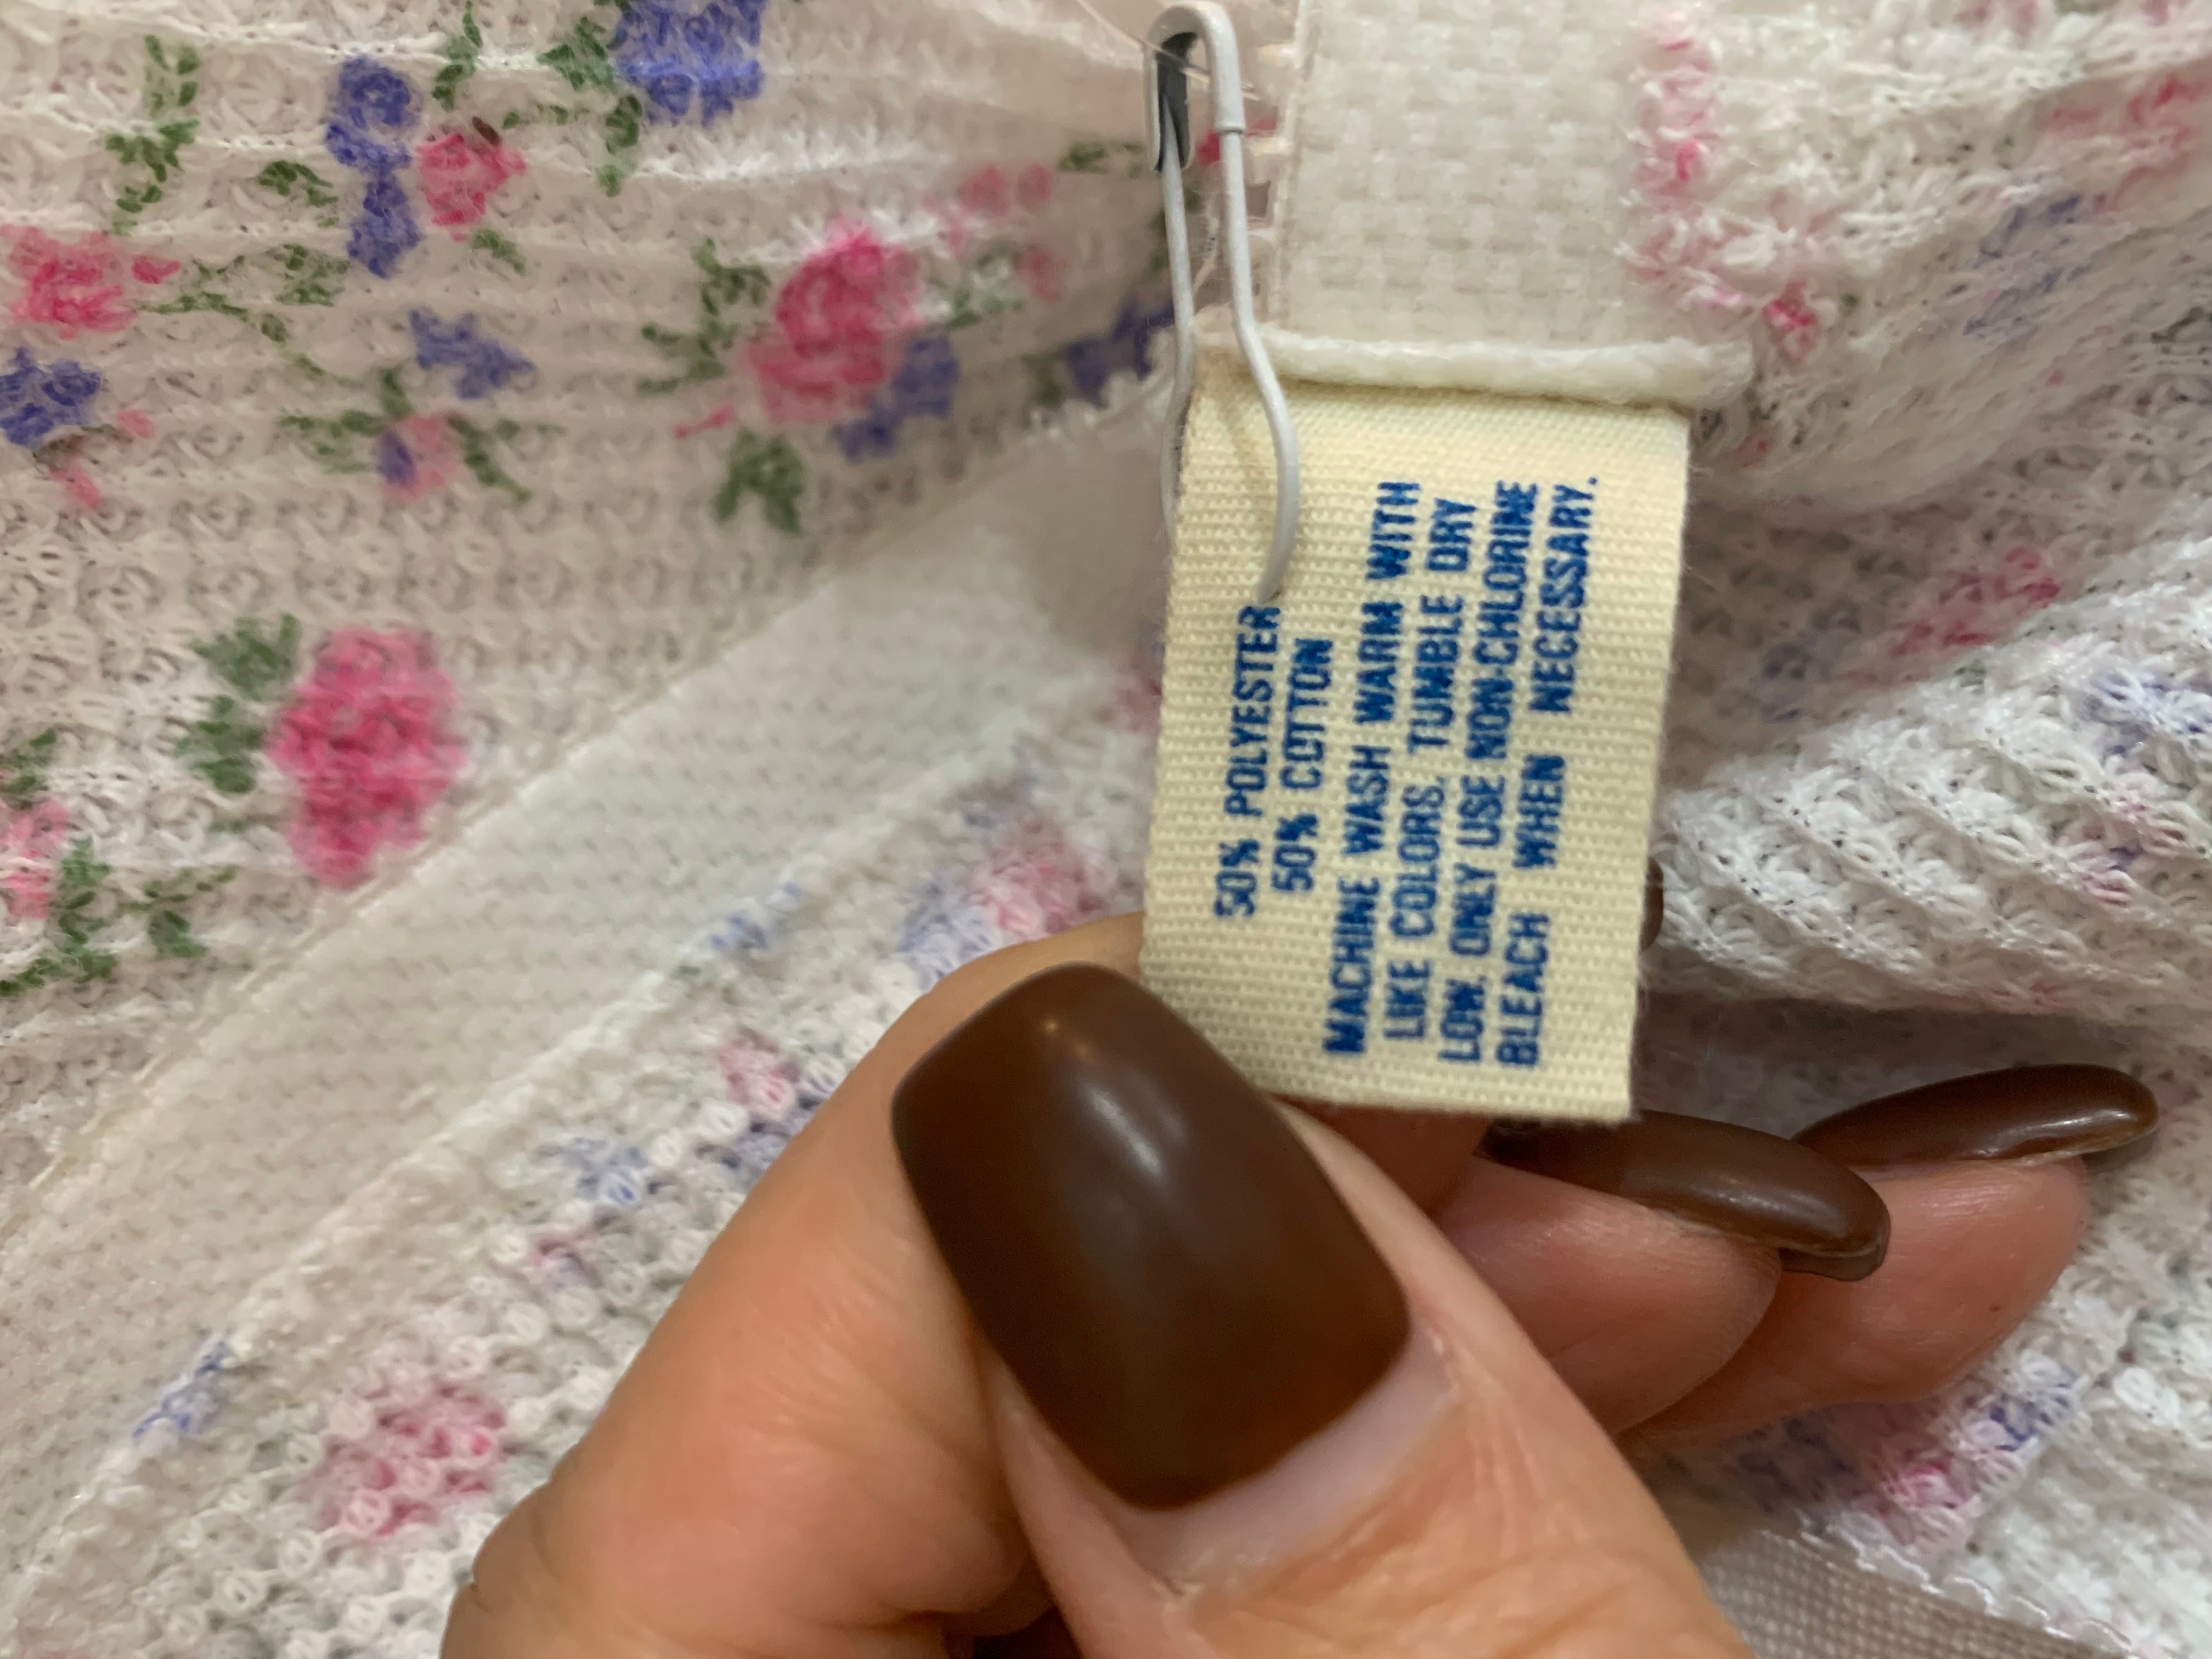 50% POLYESTER
50% COTTON
MACHINE WASH WARM WITH
LIKE COLORS. TUMBLE DRY
LOW. ONLY USE NON-CHLORINE
BLEACH WHEN NECESSARY.